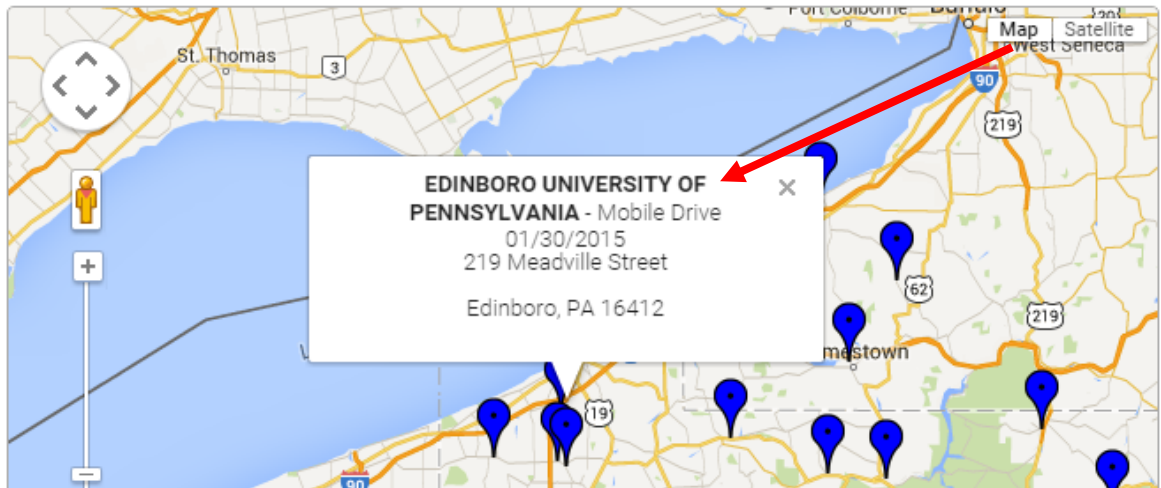 Port Colborne
Buffalo
Map
Satellite
St. Thomas
3
West Seneca
90
219
EDINBORO UNIVERSITY OF
PENNSYLVANIA - Mobile Drive
01/30/2015
219 Meadville Street
Edinboro, PA 16412
62
219
mestown
19
90